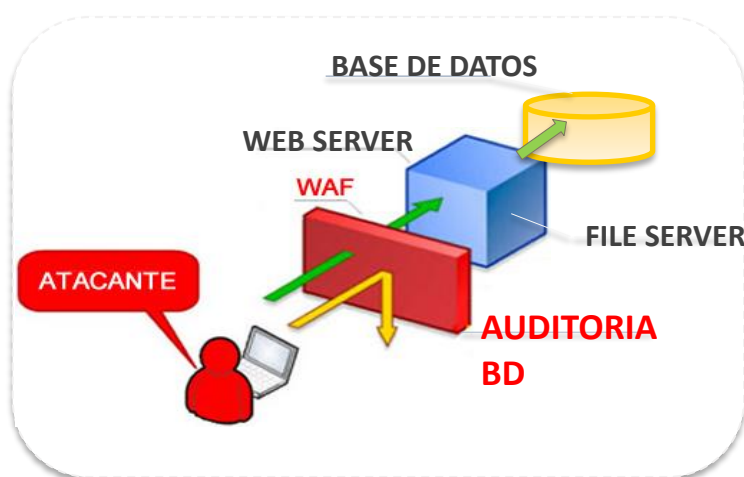 BASE DE DATOS
WEB SERVER
WAF
FILE SERVER
ATACANTE
AUDITORIA
BD